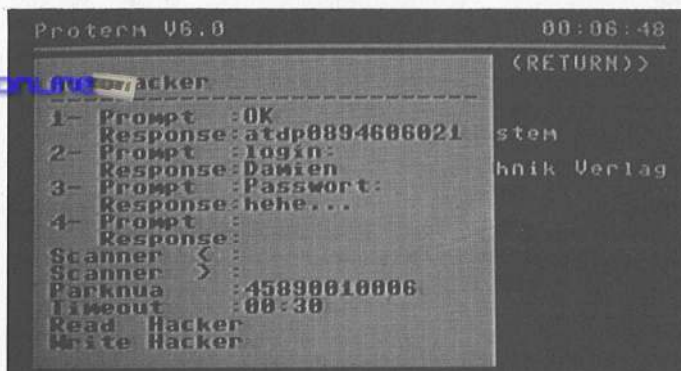 Proterm V6.0 00:06:48
(RETURN)>
online
acker
1- Prompt :OK
Response:atdp0894606021
stem
2- Prompt :login:
Response:Damien
hnik Verlag
3- Prompt :Passwort:
Response:hehe...
4- Prompt :
Response:
Scanner < :
Scanner > :
Parknua :45890010006
Timeout :00:30
Read Hacker
Write Hacker